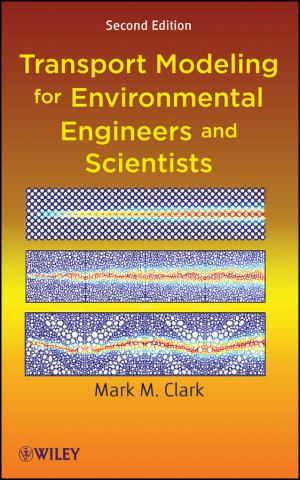 Second Edition
Transport Modeling
for Environmental
Engineers and
Scientists
Mark M. Clark
WILEY